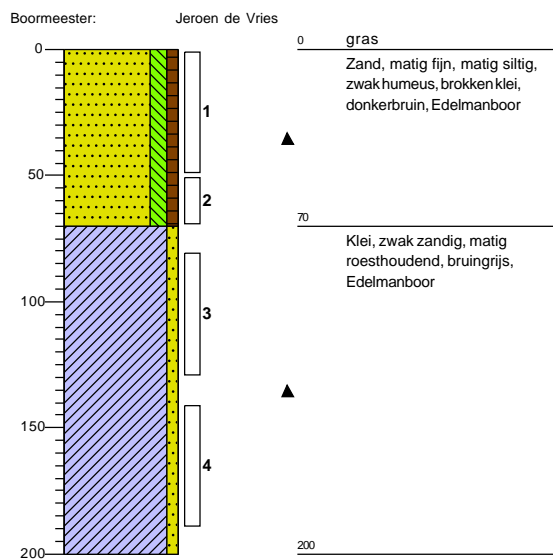 Boormeester: Jeroen de Vries
0
0 gras
Zand, matig fijn, matig siltig,
zwak humeus, brokken klei,
donkerbruin, Edelmanboor
1
50
2
70
Klei, zwak zandig, matig
roesthoudend, bruingrijs,
Edelmanboor
100
3
150
4
200
200